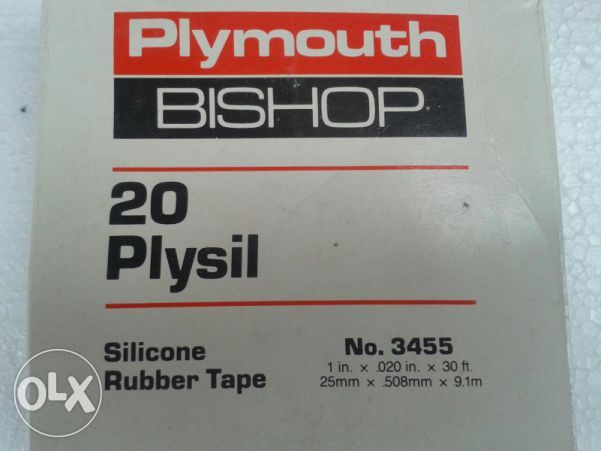 Plymouth
BISHOP
20
Plysil
Silicone
Rubber Tape
No. 3455
1 in. × .020 in. × 30 ft.
25mm × .508mm × 9.1m
OLX